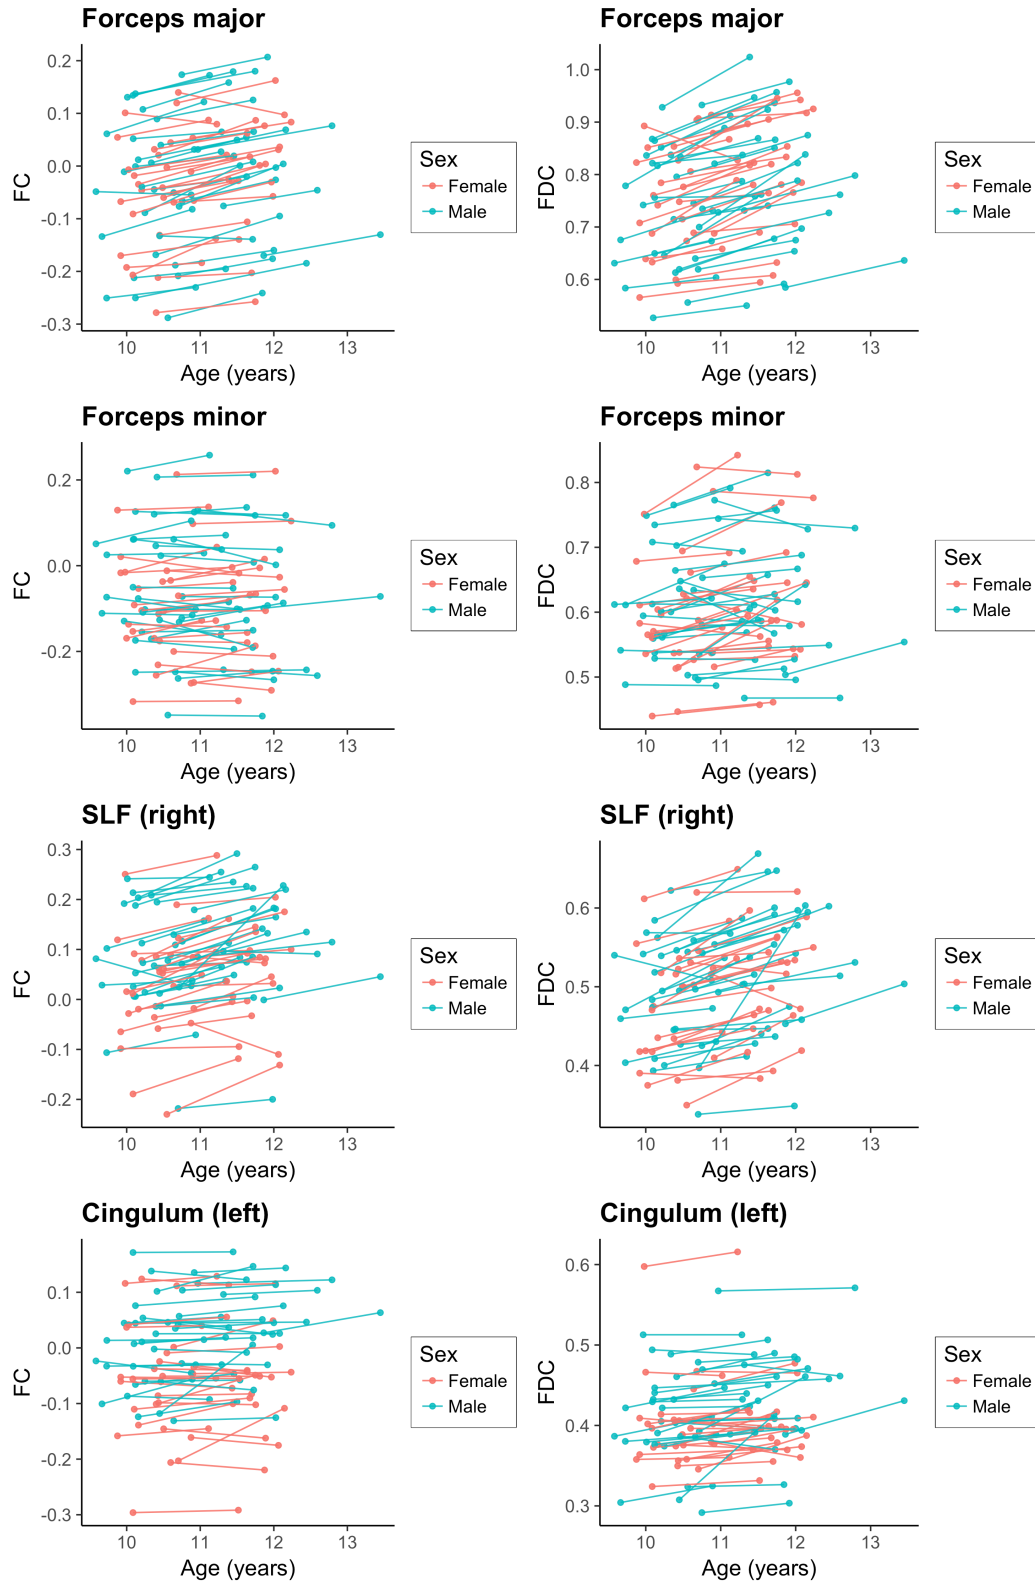 Forceps major
FC
0.2
0.1
0.0
-0.1
-0.2
-0.3
10 11 12 13
Age (years)
Sex
Female
Male
Forceps major
FDC
1.0
0.9
0.8
0.7
0.6
10 11 12 13
Age (years)
Sex
Female
Male
Forceps minor
FC
0.2
0.0
-0.2
10 11 12 13
Age (years)
Sex
Female
Male
Forceps minor
FDC
0.8
0.7
0.6
0.5
10 11 12 13
Age (years)
Sex
Female
Male
SLF (right)
FC
0.3
0.2
0.1
0.0
-0.1
-0.2
10 11 12 13
Age (years)
Sex
Female
Male
SLF (right)
FDC
0.6
0.5
0.4
10 11 12 13
Age (years)
Sex
Female
Male
Cingulum (left)
FC
0.1
0.0
-0.1
-0.2
-0.3
10 11 12 13
Age (years)
Sex
Female
Male
Cingulum (left)
FDC
0.6
0.5
0.4
0.3
10 11 12 13
Age (years)
Sex
Female
Male